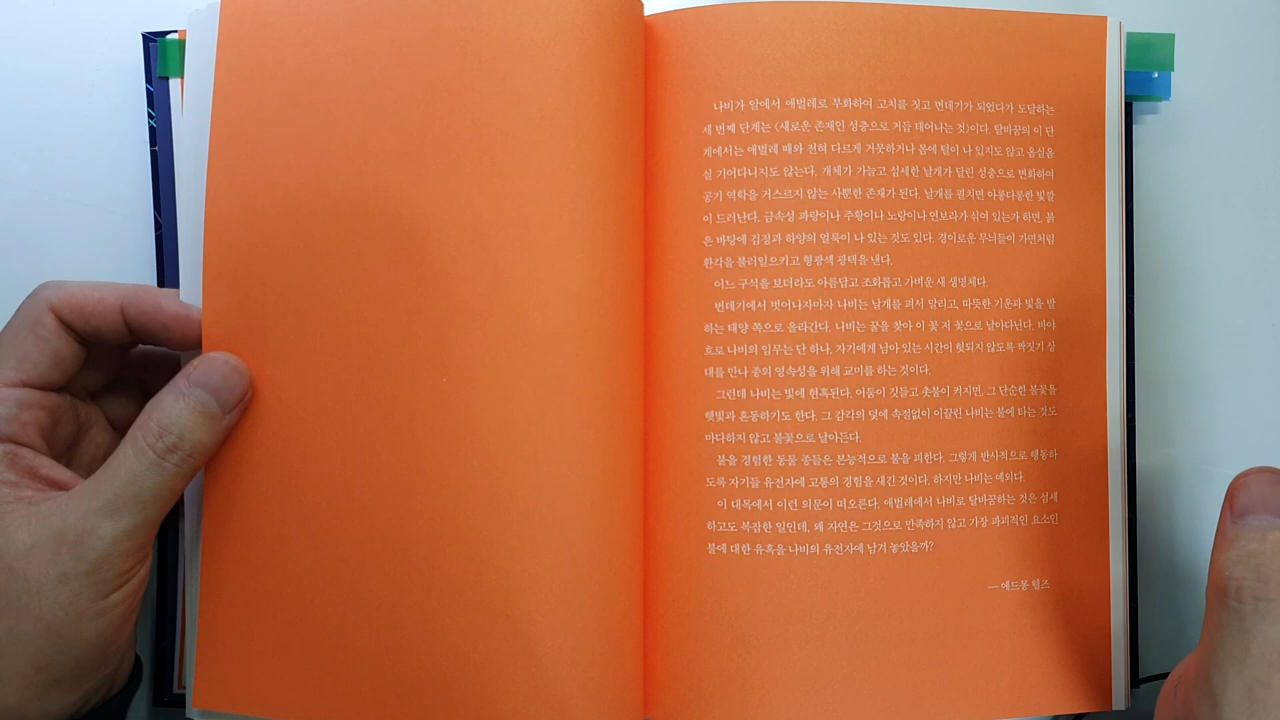 나비가 알에서 애벌레로 부화하여 고치를 짓고 번데기가 되었다가 도달하는
세 번째 단계는 〈새로운 존재인 성충으로 거듭 태어나는 것〉이다. 탈바꿈의 이 단
계에서는 애벌레 때와 전혀 다르게 거뭇하거나 몸에 털이 나 있지도 않고 옴실옴
실 기어다니지도 않는다. 개체가 가늘고 섬세한 날개가 달린 성충으로 변화하여
공기 역학을 거스르지 않는 사뿐한 존재가 된다. 날개를 펼치면 아롱다롱한 빛깔
이 드러난다. 금속성 파랑이나 주황이나 노랑이나 연보라가 섞여 있는가 하면, 붉
은 바탕에 검정과 하양의 얼룩이 나 있는 것도 있다. 경이로운 무늬들이 가면처럼
환각을 불러일으키고 형광색 광택을 낸다.
어느 구석을 보더라도 아름답고 조화롭고 가벼운 새 생명체다.
번데기에서 벗어나자마자 나비는 날개를 펴서 말리고, 따뜻한 기운과 빛을 발
하는 태양 쪽으로 올라간다. 나비는 꿀을 찾아 이 꽃 저 꽃으로 날아다닌다. 바야
흐로 나비의 임무는 단 하나, 자기에게 남아 있는 시간이 헛되지 않도록 짝짓기 상
대를 만나 종의 영속성을 위해 교미를 하는 것이다.
그런데 나비는 빛에 현혹된다. 어둠이 깃들고 촛불이 켜지면, 그 단순한 불꽃을
햇빛과 혼동하기도 한다. 그 감각의 덫에 속절없이 이끌린 나비는 불에 타는 것도
마다하지 않고 불꽃으로 날아든다.
불을 경험한 동물 종들은 본능적으로 불을 피한다. 그렇게 반사적으로 행동하
도록 자기들 유전자에 고통의 경험을 새긴 것이다. 하지만 나비는 예외다.
이 대목에서 이런 의문이 떠오른다. 애벌레에서 나비로 탈바꿈하는 것은 섬세
하고도 복잡한 일인데, 왜 자연은 그것으로 만족하지 않고 가장 파괴적인 요소인
불에 대한 유혹을 나비의 유전자에 남겨 놓았을까?
— 에드몽 웰즈